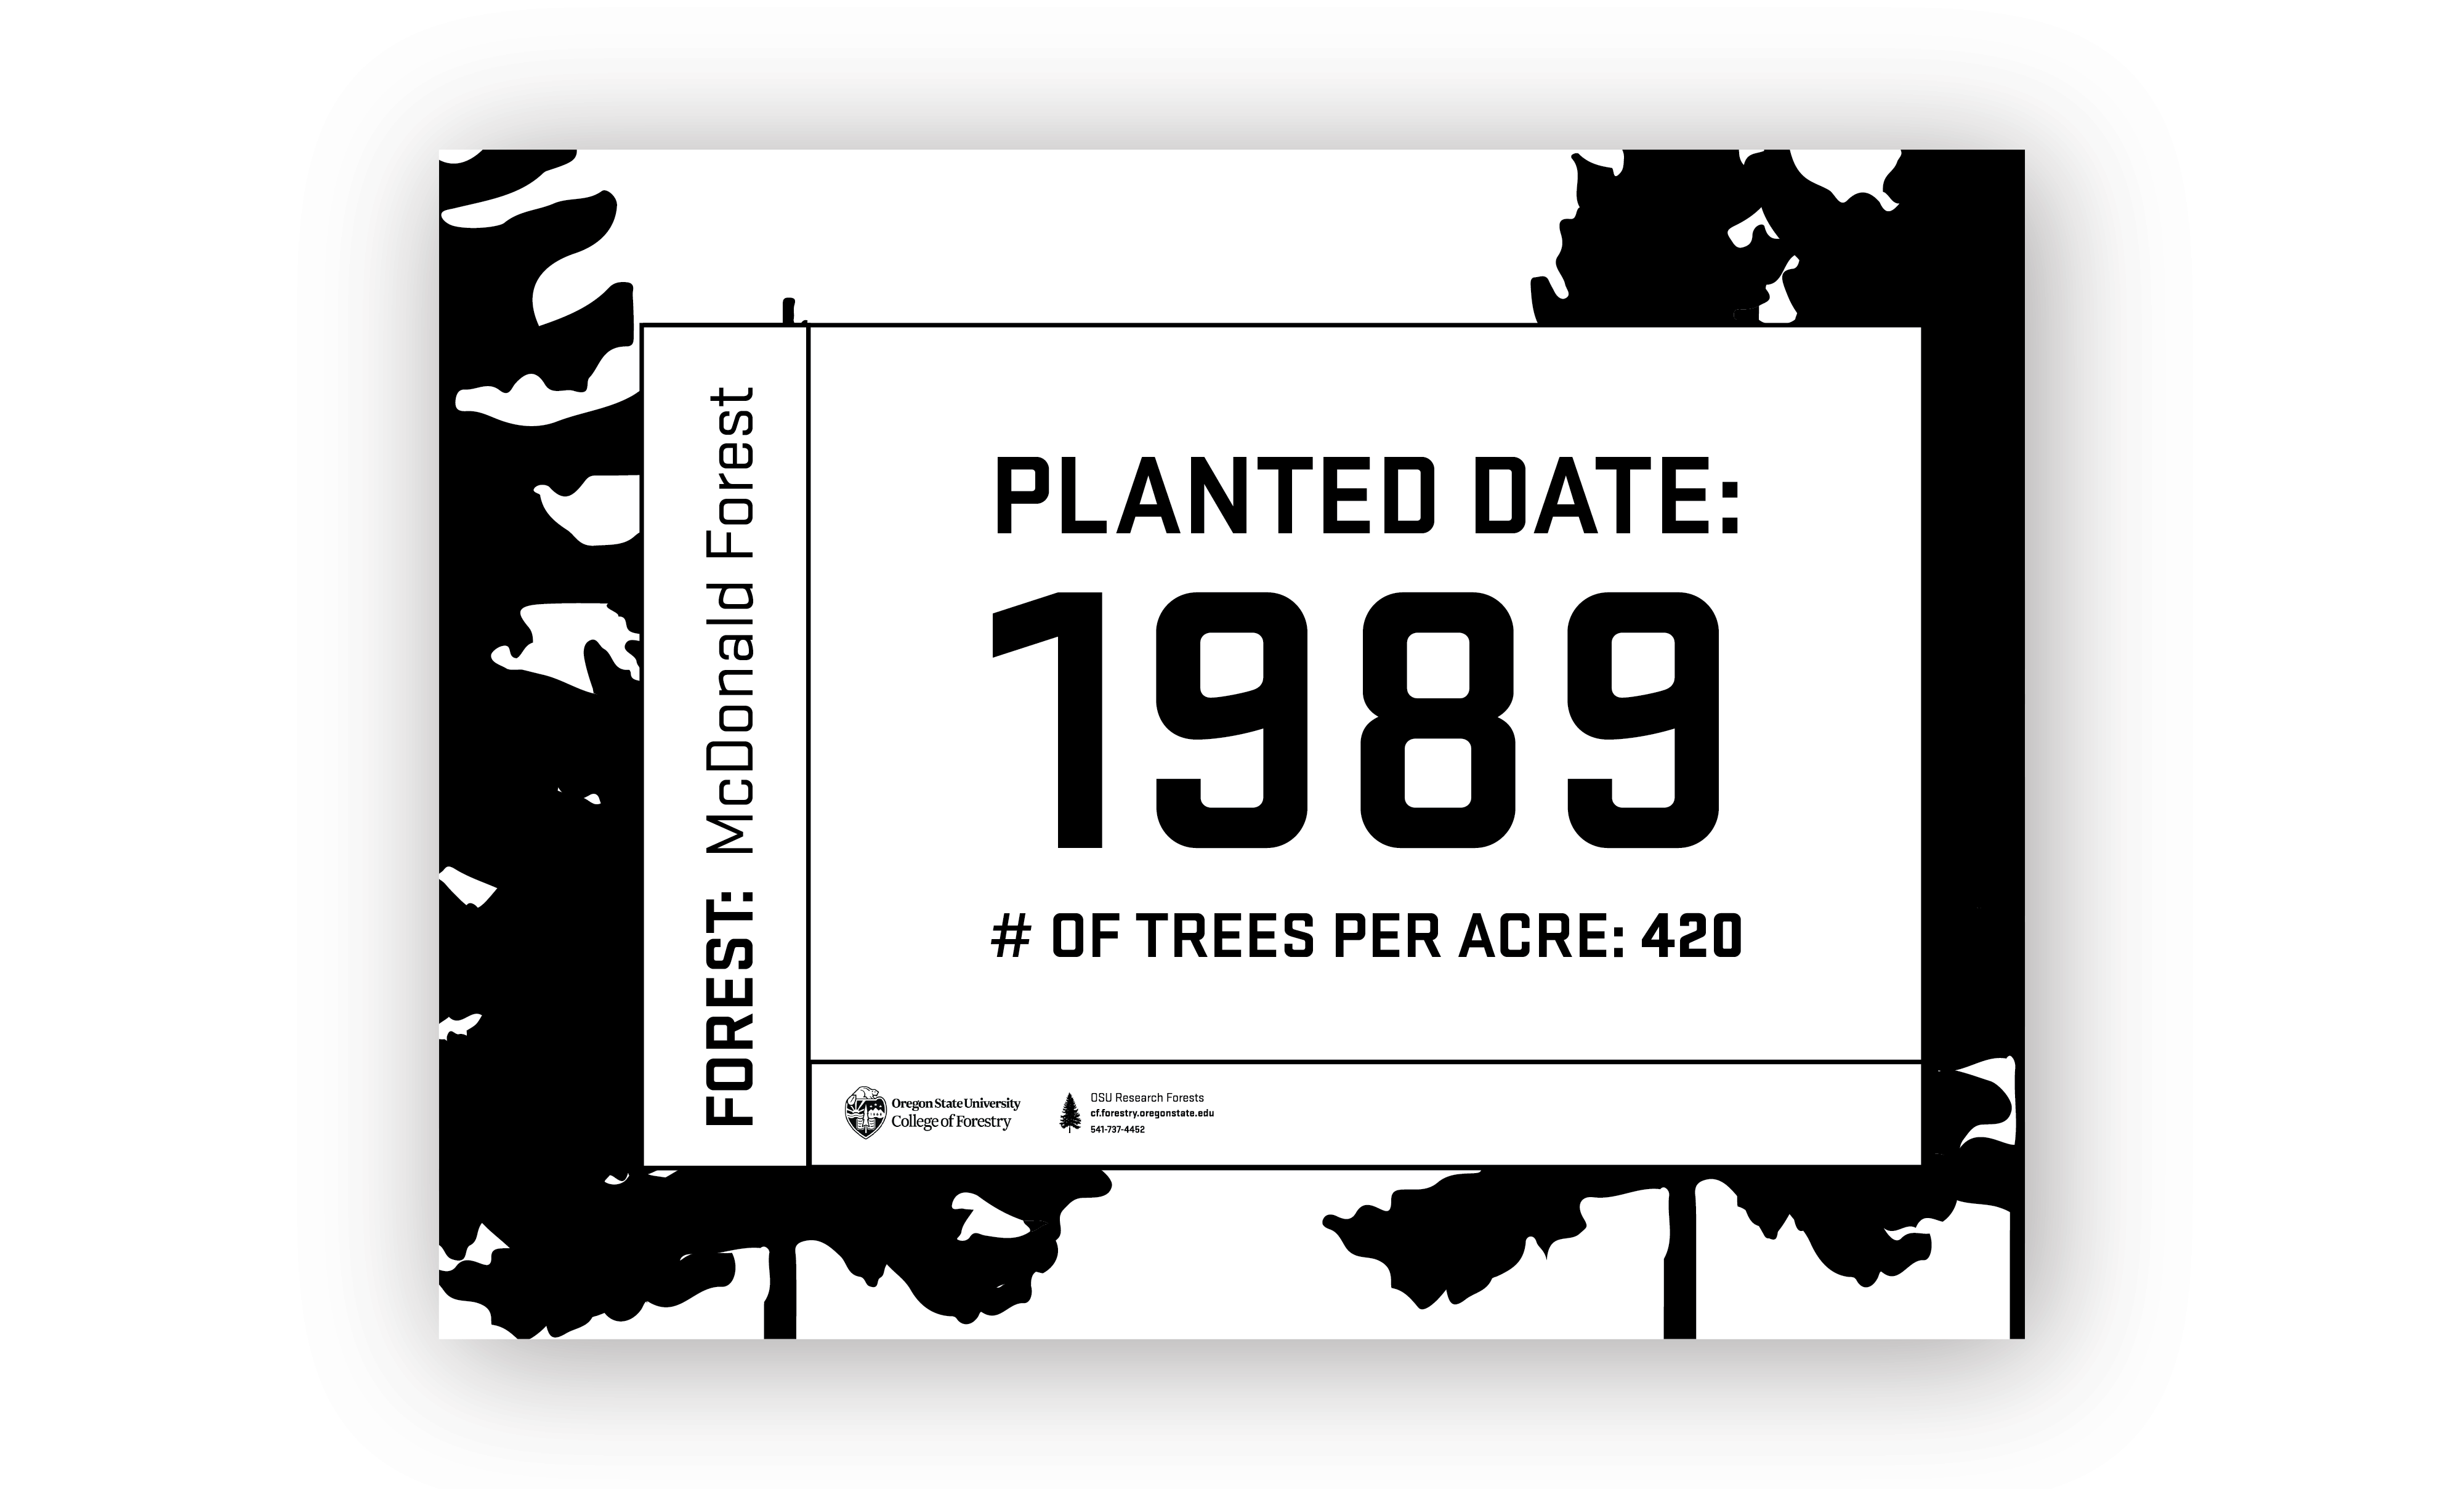 FOREST: McDonald Forest
PLANTED DATE:
1989
# OF TREES PER ACRE: 420
Oregon State University
College of Forestry
OSU Research Forests
cf.forestry.oregonstate.edu
541-737-4452